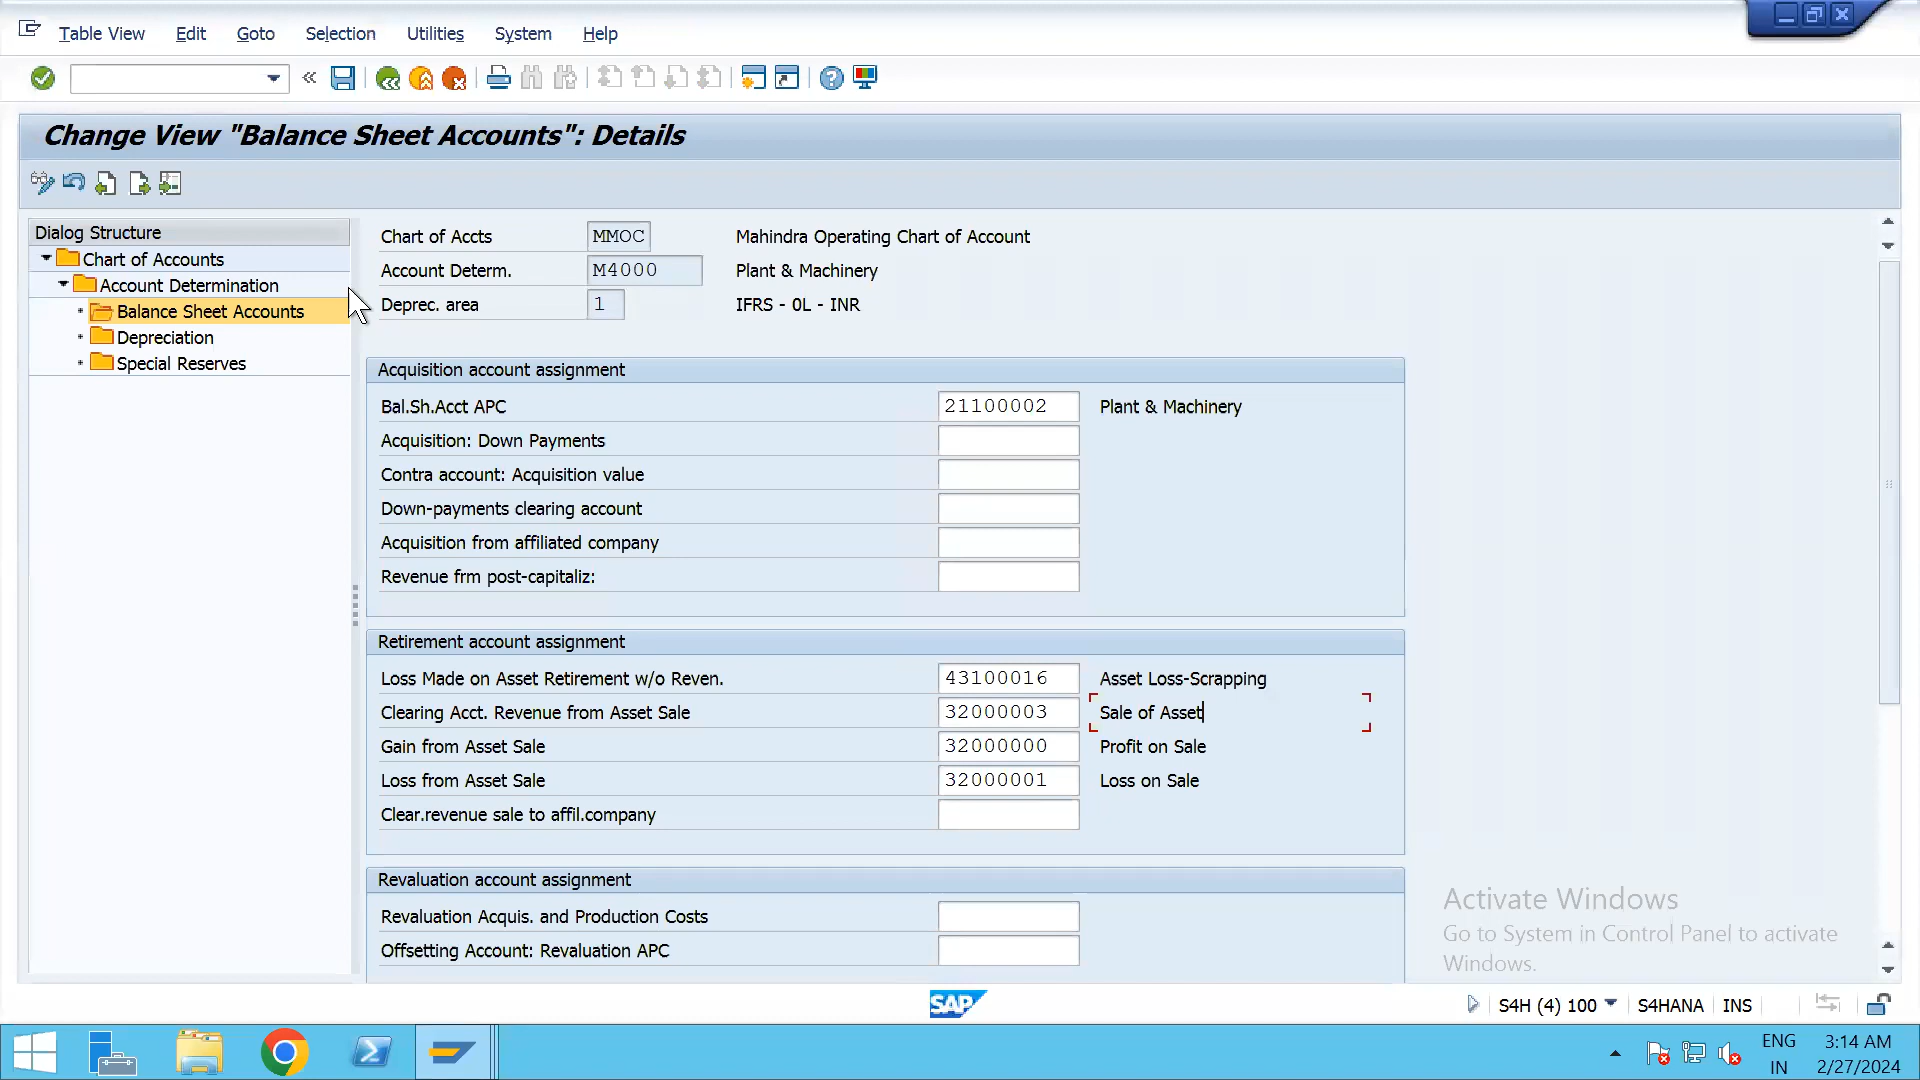 Table View Edit Goto Selection Utilities System Help
Change View "Balance Sheet Accounts": Details
Dialog Structure
Chart of Accounts
Account Determination
Balance Sheet Accounts
Depreciation
Special Reserves
Chart of Accts MMOC Mahindra Operating Chart of Account
Account Determ. M4000 Plant & Machinery
Deprec. area 1 IFRS - 0L - INR
Acquisition account assignment
Bal.Sh.Acct APC 21100002 Plant & Machinery
Acquisition: Down Payments
Contra account: Acquisition value
Down-payments clearing account
Acquisition from affiliated company
Revenue frm post-capitaliz:
Retirement account assignment
Loss Made on Asset Retirement w/o Reven. 43100016 Asset Loss-Scrapping
Clearing Acct. Revenue from Asset Sale 32000003 Sale of Asset
Gain from Asset Sale 32000000 Profit on Sale
Loss from Asset Sale 32000001 Loss on Sale
Clear.revenue sale to affil.company
Revaluation account assignment
Revaluation Acquis. and Production Costs
Offsetting Account: Revaluation APC
Activate Windows
Go to System in Control Panel to activate
Windows.
SAP S4H (4) 100 S4HANA INS
ENG 3:14 AM
IN 2/27/2024